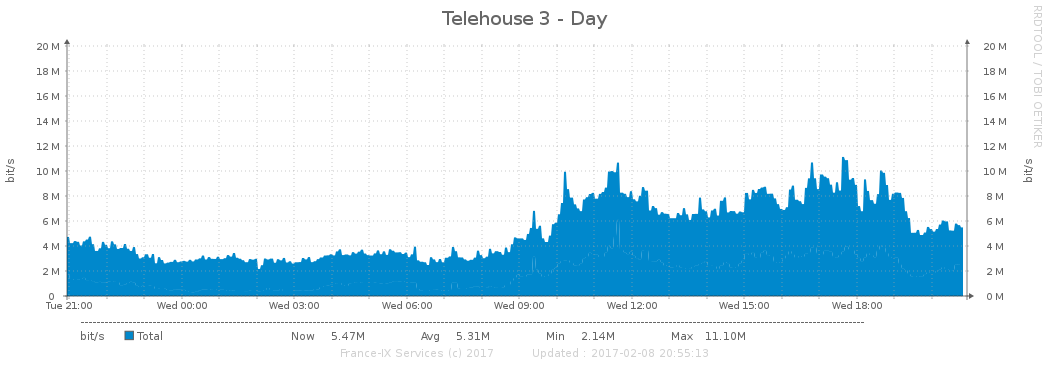 Telehouse 3 - Day
RRDTOOL / TOBI OETIKER
bit/s
20 M
18 M
16 M
14 M
12 M
10 M
8 M
6 M
4 M
2 M
0
20 M
18 M
16 M
14 M
12 M
10 M
8 M
6 M
4 M
2 M
0 M
bit/s
Tue 21:00 Wed 00:00 Wed 03:00 Wed 06:00 Wed 09:00 Wed 12:00 Wed 15:00 Wed 18:00
bit/s Total Now 5.47M Avg 5.31M Min 2.14M Max 11.10M
France-IX Services (c) 2017 Updated : 2017-02-08 20:55:13